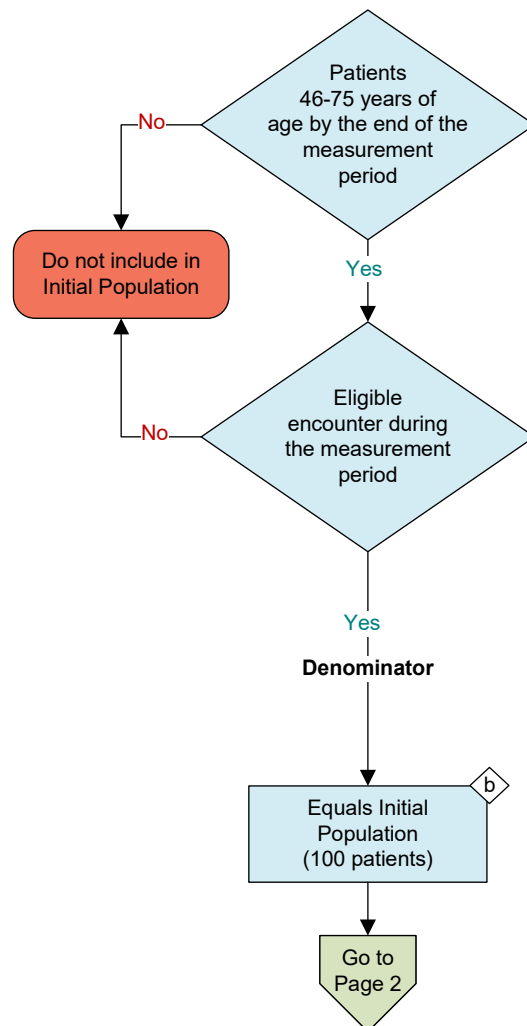 Patients
46-75 years of
age by the end of the
measurement
period
No
Yes
Do not include in
Initial Population
Eligible
encounter during
the measurement
period
No
Yes
Denominator
b
Equals Initial
Population
(100 patients)
Go to
Page 2